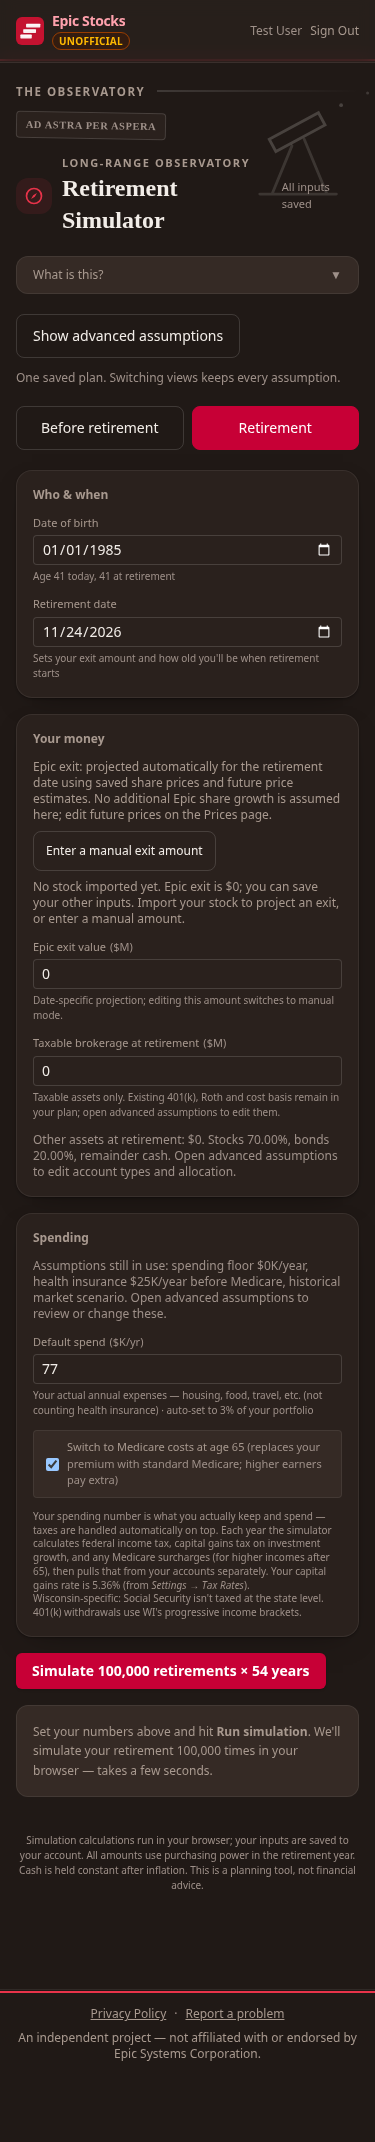 Epic Stocks
UNOFFICIAL
Test User Sign Out
THE OBSERVATORY
AD ASTRA PER ASPERA
LONG-RANGE OBSERVATORY
Retirement
Simulator
All inputs
saved
What is this? ▼
Show advanced assumptions
One saved plan. Switching views keeps every assumption.
Before retirement
Retirement
Who & when
Date of birth
01/01/1985
Age 41 today, 41 at retirement
Retirement date
11/24/2026
Sets your exit amount and how old you'll be when retirement
starts
Your money
Epic exit: projected automatically for the retirement
date using saved share prices and future price
estimates. No additional Epic share growth is assumed
here; edit future prices on the Prices page.
Enter a manual exit amount
No stock imported yet. Epic exit is $0; you can save
your other inputs. Import your stock to project an exit,
or enter a manual amount.
Epic exit value ($M)
0
Date-specific projection; editing this amount switches to manual
mode.
Taxable brokerage at retirement ($M)
0
Taxable assets only. Existing 401(k), Roth and cost basis remain in
your plan; open advanced assumptions to edit them.
Other assets at retirement: $0. Stocks 70.00%, bonds
20.00%, remainder cash. Open advanced assumptions
to edit account types and allocation.
Spending
Assumptions still in use: spending floor $0K/year,
health insurance $25K/year before Medicare, historical
market scenario. Open advanced assumptions to
review or change these.
Default spend ($K/yr)
77
Your actual annual expenses — housing, food, travel, etc. (not
counting health insurance) · auto-set to 3% of your portfolio
Switch to Medicare costs at age 65 (replaces your
premium with standard Medicare; higher earners
pay extra)
Your spending number is what you actually keep and spend —
taxes are handled automatically on top. Each year the simulator
calculates federal income tax, capital gains tax on investment
growth, and any Medicare surcharges (for higher incomes after
65), then pulls that from your accounts separately. Your capital
gains rate is 5.36% (from Settings → Tax Rates).
Wisconsin-specific: Social Security isn't taxed at the state level.
401(k) withdrawals use WI's progressive income brackets.
Simulate 100,000 retirements × 54 years
Set your numbers above and hit Run simulation. We'll
simulate your retirement 100,000 times in your
browser — takes a few seconds.
Simulation calculations run in your browser; your inputs are saved to
your account. All amounts use purchasing power in the retirement year.
Cash is held constant after inflation. This is a planning tool, not financial
advice.
Privacy Policy · Report a problem
An independent project — not affiliated with or endorsed by
Epic Systems Corporation.